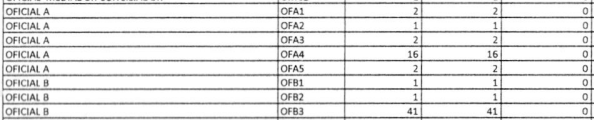 OFICIAL A OFA1 2 2 0
OFICIAL A OFA2 1 1 0
OFICIAL A OFA3 2 2 0
OFICIAL A OFA4 16 16 0
OFICIAL A OFA5 2 2 0
OFICIAL B OFB1 1 1 0
OFICIAL B OFB2 1 1 0
OFICIAL B OFB3 41 41 0